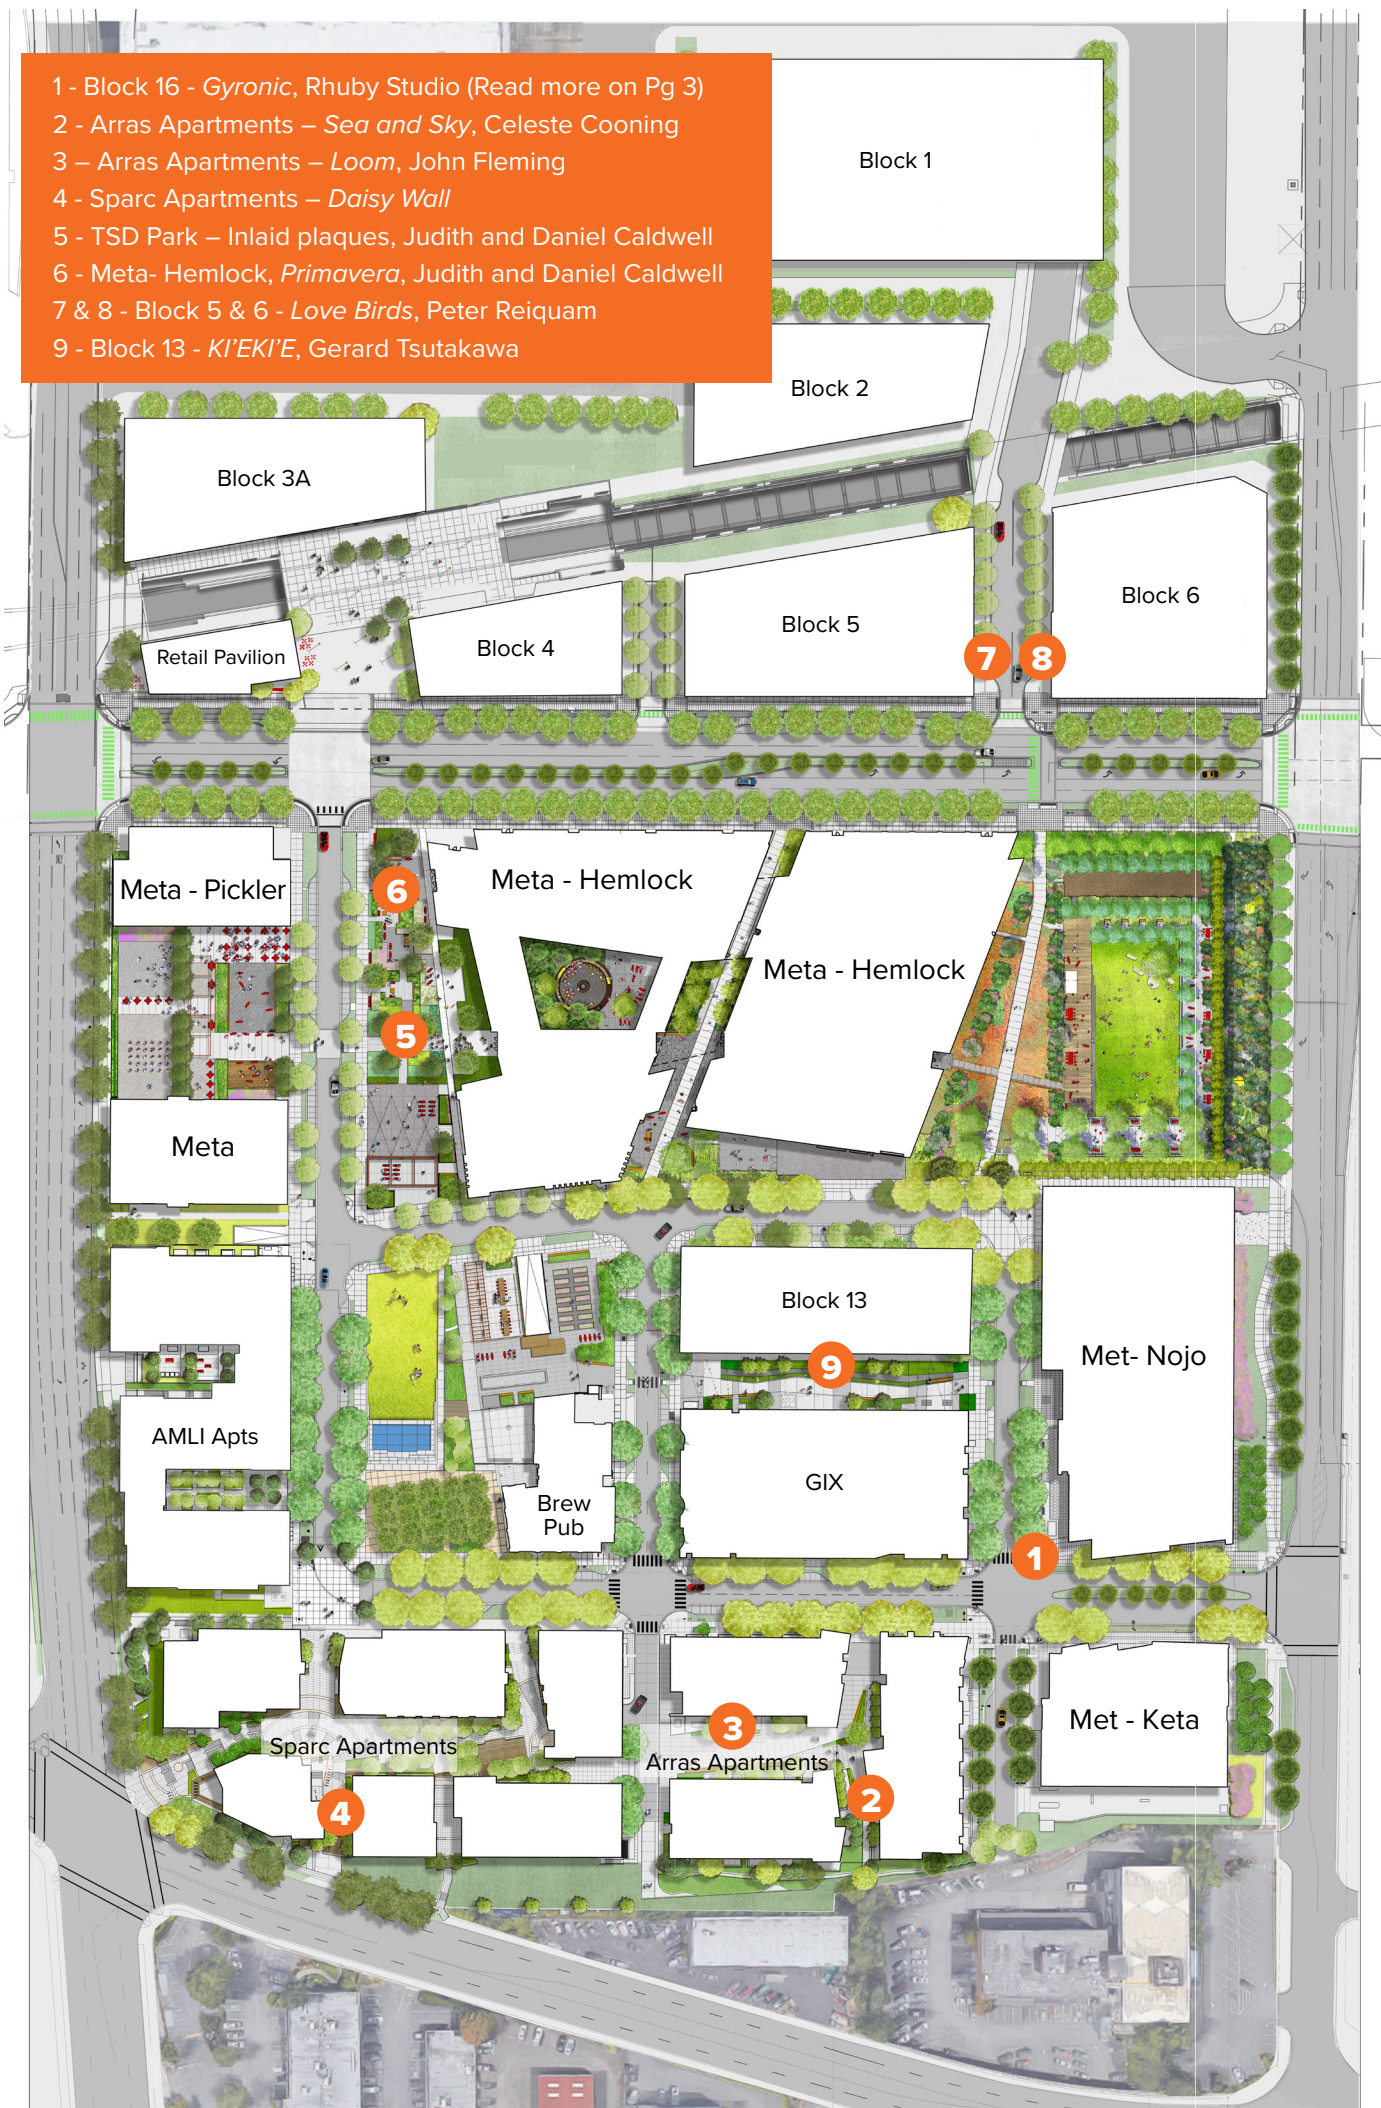 1 - Block 16 - Gyronic, Rhuby Studio (Read more on Pg 3)
2 - Arras Apartments – Sea and Sky, Celeste Cooning
3 – Arras Apartments – Loom, John Fleming
4 - Sparc Apartments – Daisy Wall
5 - TSD Park – Inlaid plaques, Judith and Daniel Caldwell
6 - Meta- Hemlock, Primavera, Judith and Daniel Caldwell
7 & 8 - Block 5 & 6 - Love Birds, Peter Reiquam
9 - Block 13 - KI'EKI'E, Gerard Tsutakawa
Block 1
Block 2
Block 3A
Block 6
Block 5
Block 4
Retail Pavilion
7
8
Meta - Pickler
6
Meta - Hemlock
Meta - Hemlock
5
Meta
Block 13
9
Met- Nojo
AMLI Apts
GIX
Brew
Pub
1
3
Met - Keta
Sparc Apartments
Arras Apartments
4
2